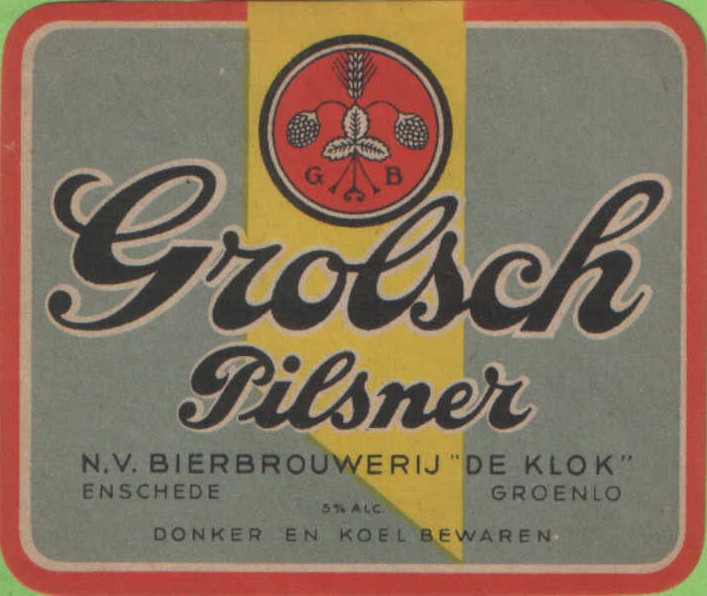 G B
Grolsch
Pilsner
N.V. BIERBROUWERIJ "DE KLOK"
ENSCHEDE GROENLO
5% ALC.
DONKER EN KOEL BEWAREN